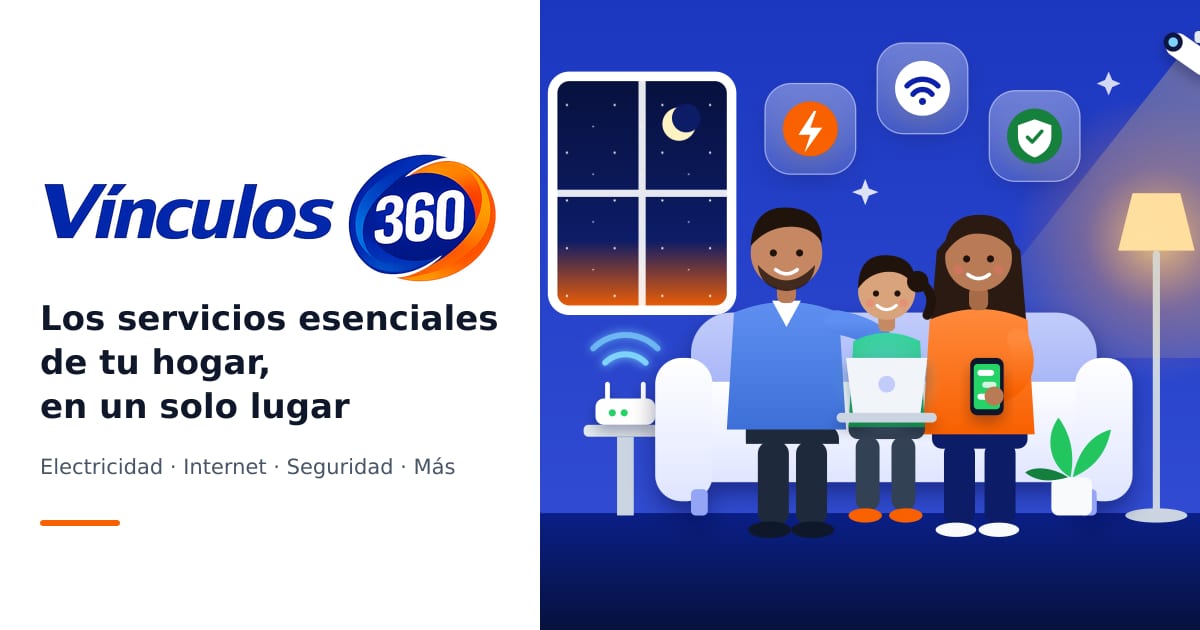 Vínculos 360
Los servicios esenciales
de tu hogar,
en un solo lugar
Electricidad · Internet · Seguridad · Más